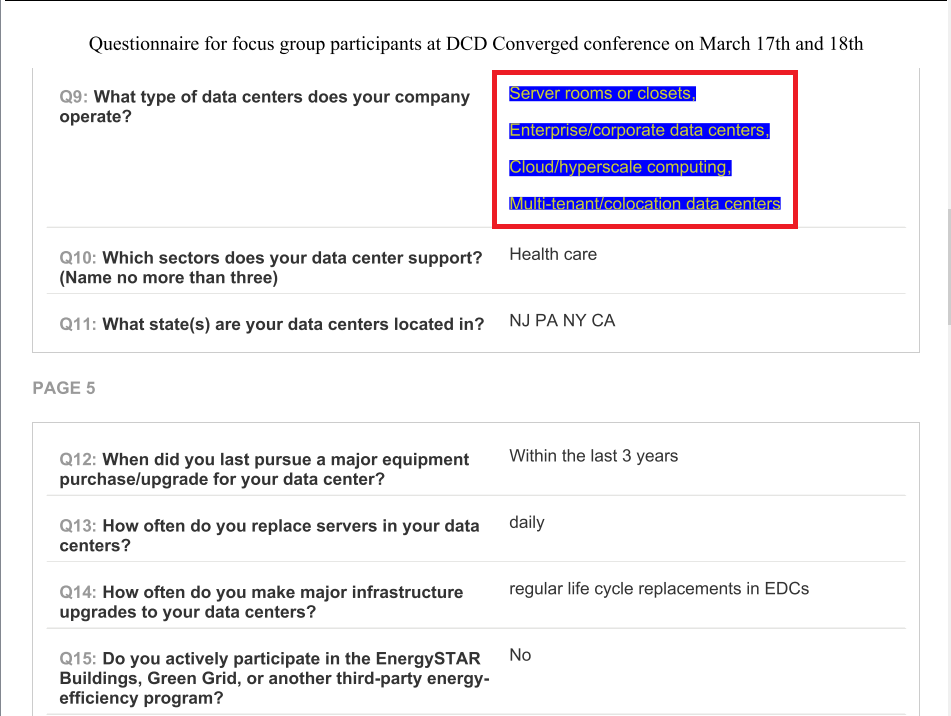 Questionnaire for focus group participants at DCD Converged conference on March 17th and 18th
Q9: What type of data centers does your company
operate?
Server rooms or closets,
Enterprise/corporate data centers,
Cloud/hyperscale computing,
Multi-tenant/colocation data centers
Q10: Which sectors does your data center support?
(Name no more than three)
Health care
Q11: What state(s) are your data centers located in?
NJ PA NY CA
PAGE 5
Q12: When did you last pursue a major equipment
purchase/upgrade for your data center?
Within the last 3 years
Q13: How often do you replace servers in your data
centers?
daily
Q14: How often do you make major infrastructure
upgrades to your data centers?
regular life cycle replacements in EDCs
Q15: Do you actively participate in the EnergySTAR
Buildings, Green Grid, or another third-party energy-
efficiency program?
No